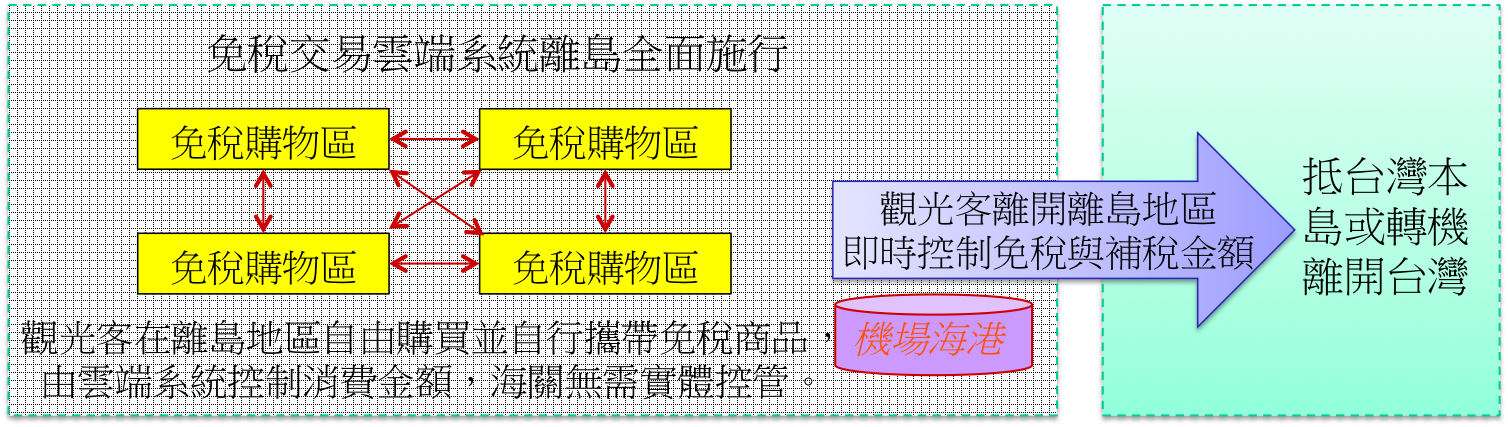 免稅交易雲端系統離島全面施行
免稅購物區
免稅購物區
免稅購物區
免稅購物區
觀光客在離島地區自由購買並自行攜帶免稅商品，
由雲端系統控制消費金額，海關無需實體控管。
觀光客離開離島地區
即時控制免稅與補稅金額
機場海港
抵台灣本
島或轉機
離開台灣